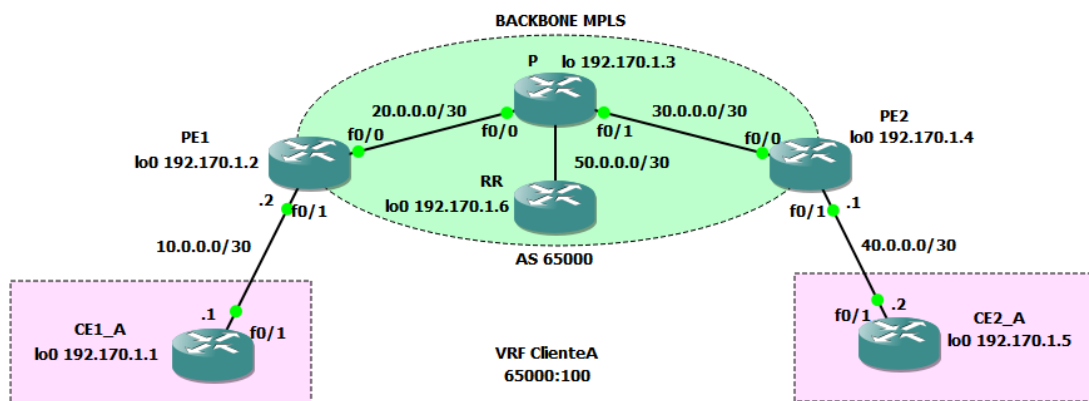 BACKBONE MPLS
P
lo 192.170.1.3
20.0.0.0/30
30.0.0.0/30
PE1
lo0 192.170.1.2
f0/0
f0/0
f0/1
f0/0
PE2
lo0 192.170.1.4
50.0.0.0/30
RR
lo0 192.170.1.6
.2
f0/1
f0/1
.1
10.0.0.0/30
40.0.0.0/30
AS 65000
CE1_A
lo0 192.170.1.1
.1
f0/1
VRF ClienteA
65000:100
f0/1
.2
CE2_A
lo0 192.170.1.5